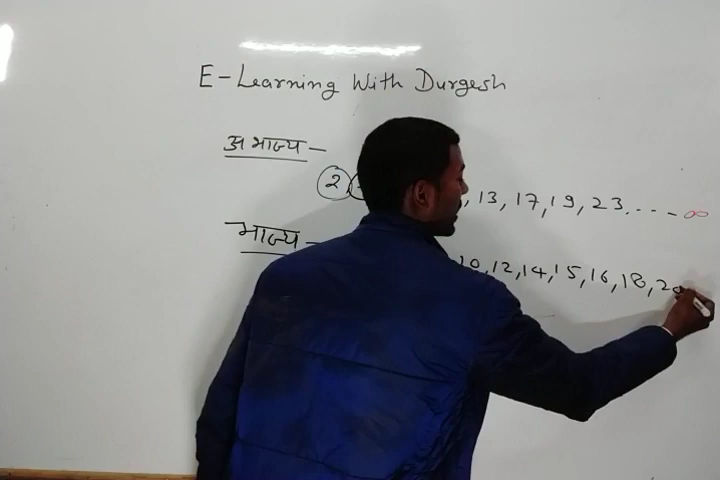 E-Learning With Durgesh
अभाज्य –
2, , 13, 17, 19, 23. . . - ∞
भाज्य –
10, 12, 14, 15, 16, 18, 20